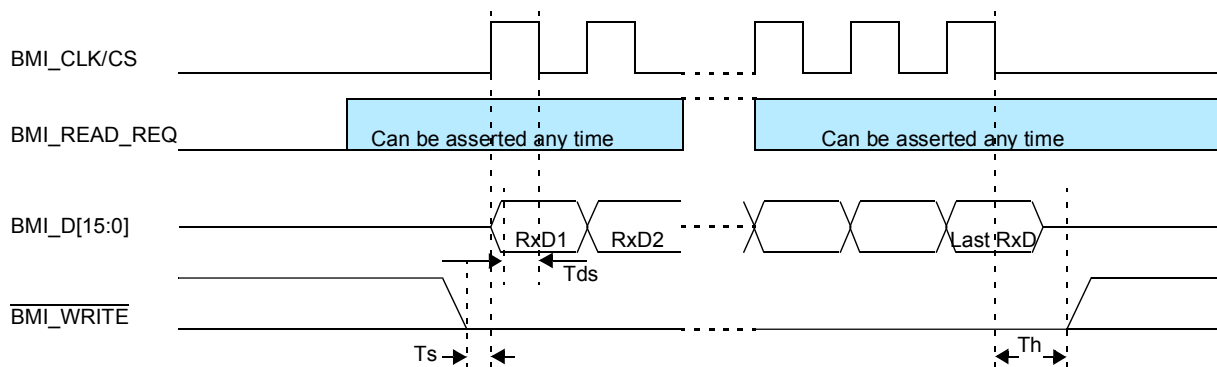 BMI_CLK/CS
BMI_READ_REQ
Can be asserted any time
Can be asserted any time
BMI_D[15:0]
RxD1
RxD2
Last RxD
Tds
BMI_WRITE
Ts
Th